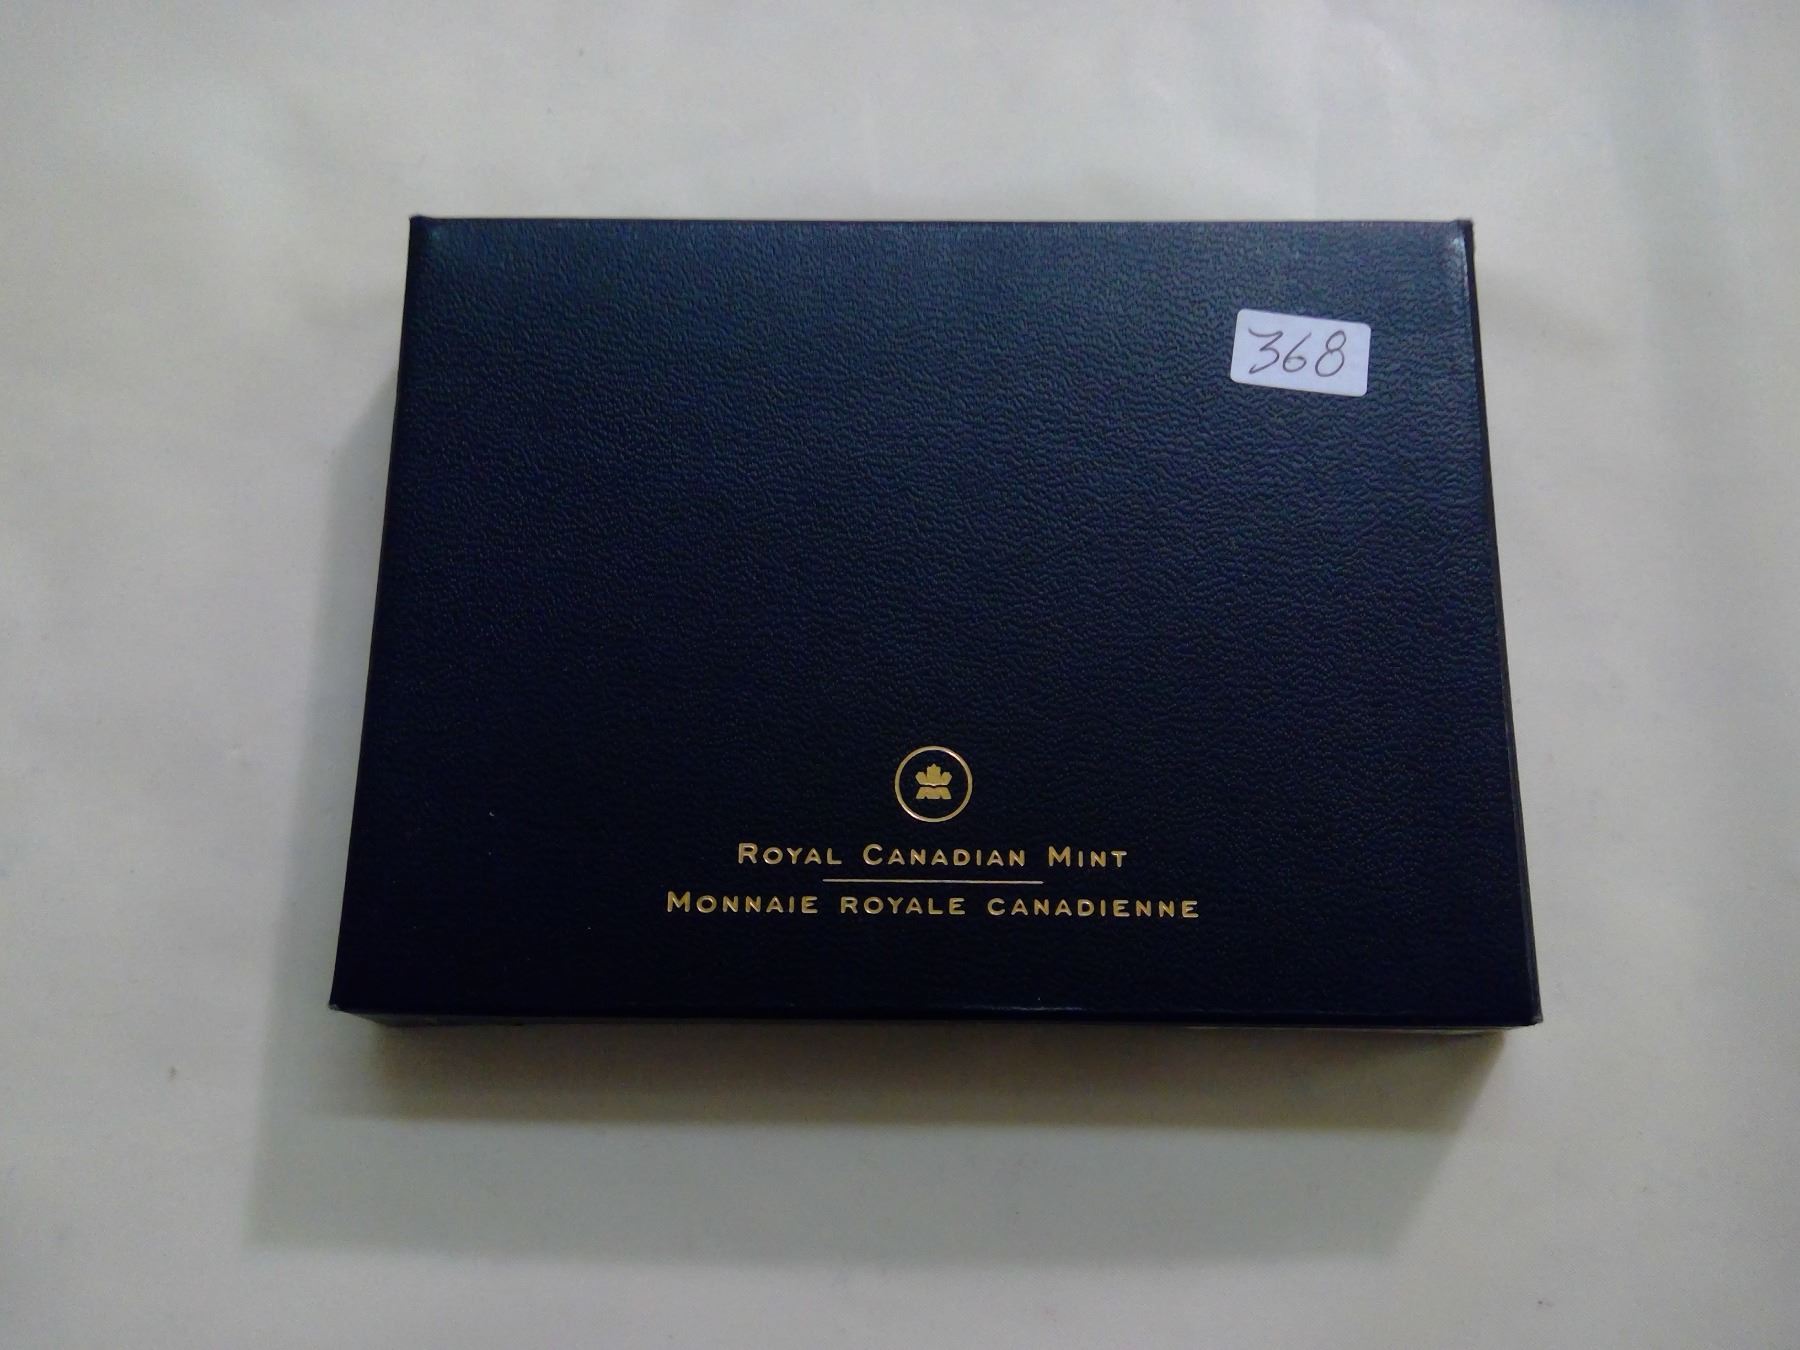 368
ROYAL CANADIAN MINT
MONNAIE ROYALE CANADIENNE